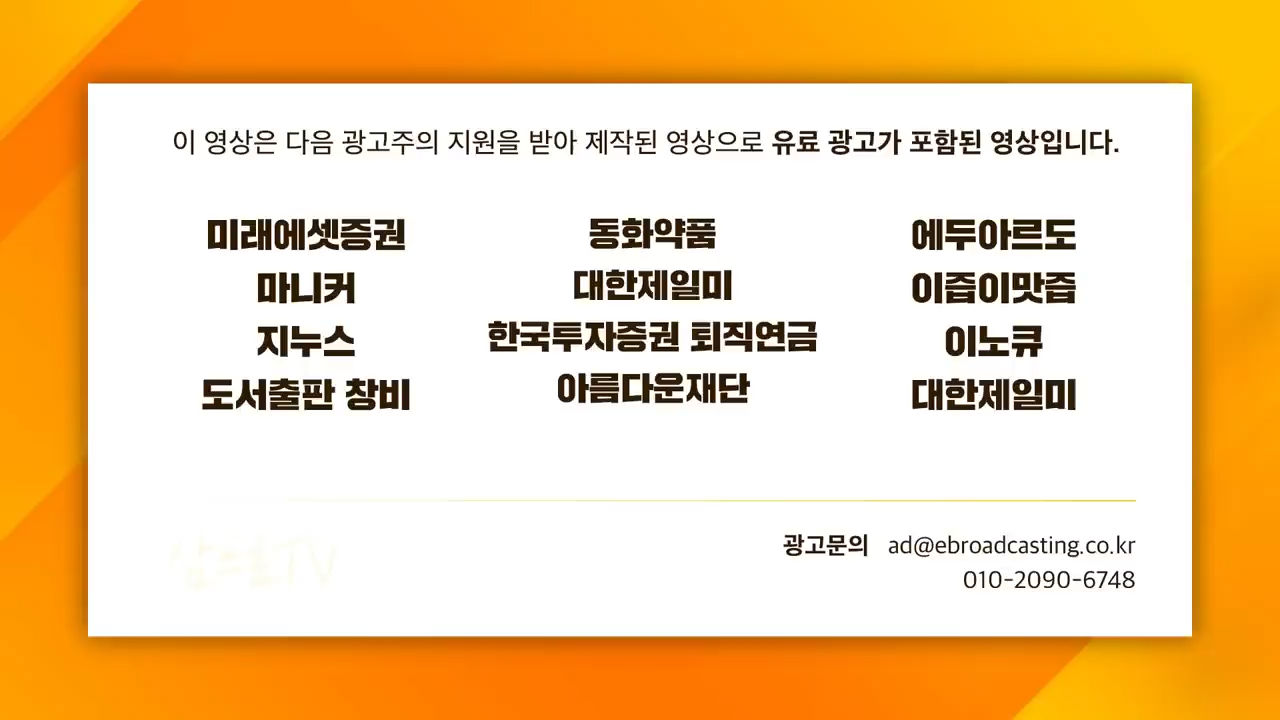 이 영상은 다음 광고주의 지원을 받아 제작된 영상으로 유료 광고가 포함된 영상입니다.
미래에셋증권
마니커
지누스
도서출판 창비
동화약품
대한제일미
한국투자증권 퇴직연금
아름다운재단
에두아르도
이즙이맛즙
이노큐
대한제일미
광고문의 ad@ebroadcasting.co.kr
010-2090-6748